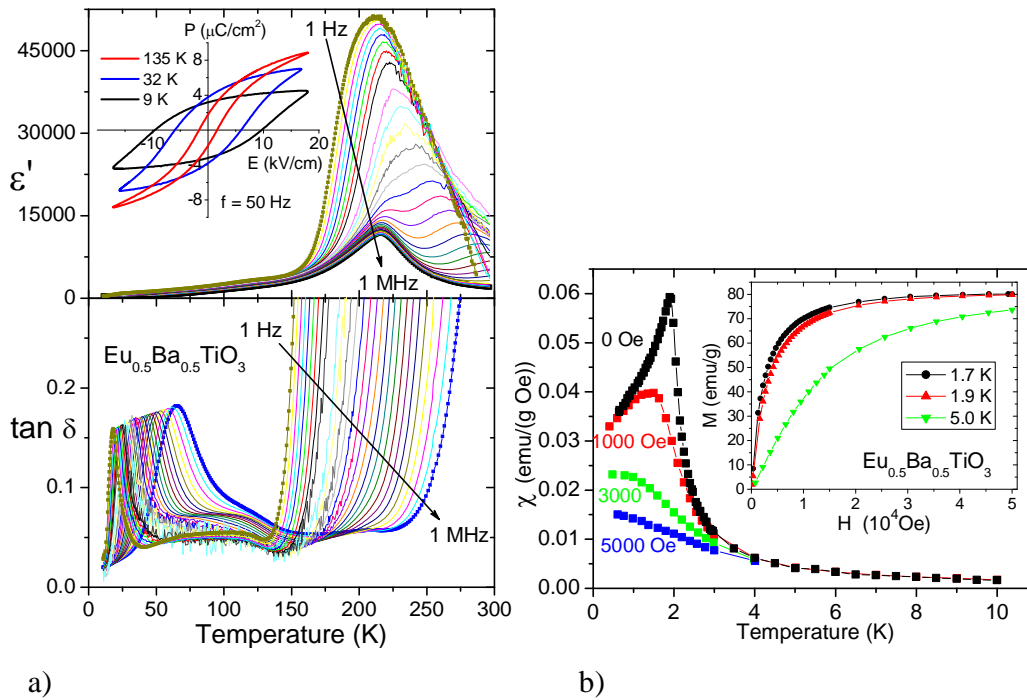 P (μC/cm²)
135 K
32 K
9 K
8
4
-10
10
20
-4
-8
E (kV/cm)
f = 50 Hz
1 Hz
1 MHz
45000
30000
15000
0
ε'
1 Hz
Eu0.5Ba0.5TiO3
1 MHz
0.2
0.1
0.0
tan δ
0 50 100 150 200 250 300
Temperature (K)
a)
0.06
0.05
0.04
0.03
0.02
0.01
0.00
χ (emu/(g Oe))
0 Oe
1000 Oe
3000
5000 Oe
80
70
60
50
40
30
20
10
0
M (emu/g)
1.7 K
1.9 K
5.0 K
Eu0.5Ba0.5TiO3
0 1 2 3 4 5
H (10⁴Oe)
0 2 4 6 8 10
Temperature (K)
b)